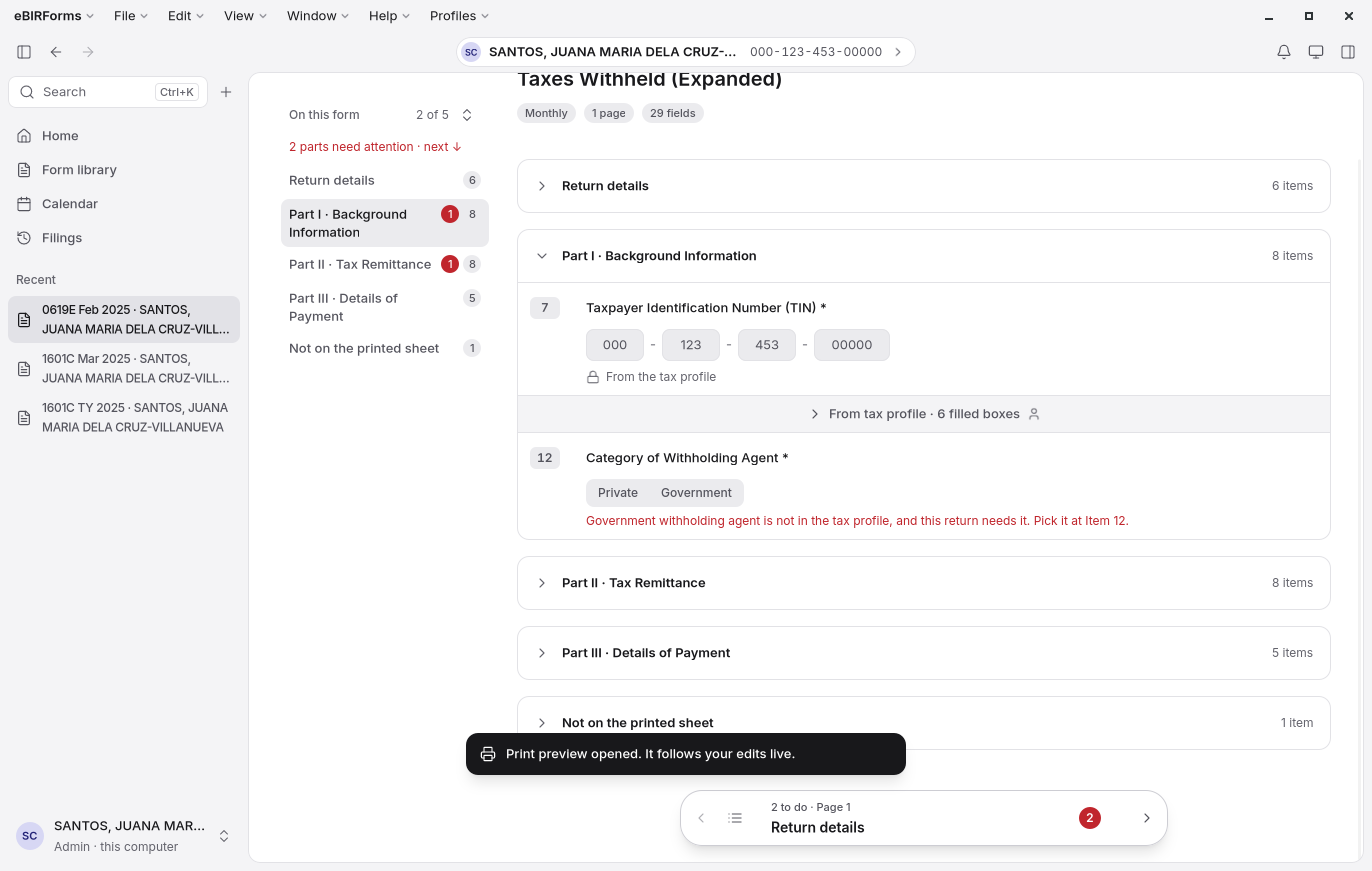 eBIRForms File Edit View Window Help Profiles
SC SANTOS, JUANA MARIA DELA CRUZ-... 000-123-453-00000
Search Ctrl+K
Home
Form library
Calendar
Filings
Recent
0619E Feb 2025 · SANTOS,
JUANA MARIA DELA CRUZ-VILL...
1601C Mar 2025 · SANTOS,
JUANA MARIA DELA CRUZ-VILL...
1601C TY 2025 · SANTOS, JUANA
MARIA DELA CRUZ-VILLANUEVA
SC SANTOS, JUANA MAR...
Admin · this computer
On this form 2 of 5
2 parts need attention · next ↓
Return details 6
Part I · Background 1 8
Information
Part II · Tax Remittance 1 8
Part III · Details of 5
Payment
Not on the printed sheet 1
Taxes Withheld (Expanded)
Monthly 1 page 29 fields
Return details 6 items
Part I · Background Information 8 items
7 Taxpayer Identification Number (TIN) *
000 - 123 - 453 - 00000
From the tax profile
From tax profile · 6 filled boxes
12 Category of Withholding Agent *
Private Government
Government withholding agent is not in the tax profile, and this return needs it. Pick it at Item 12.
Part II · Tax Remittance 8 items
Part III · Details of Payment 5 items
Not on the printed sheet 1 item
Print preview opened. It follows your edits live.
2 to do · Page 1
Return details 2